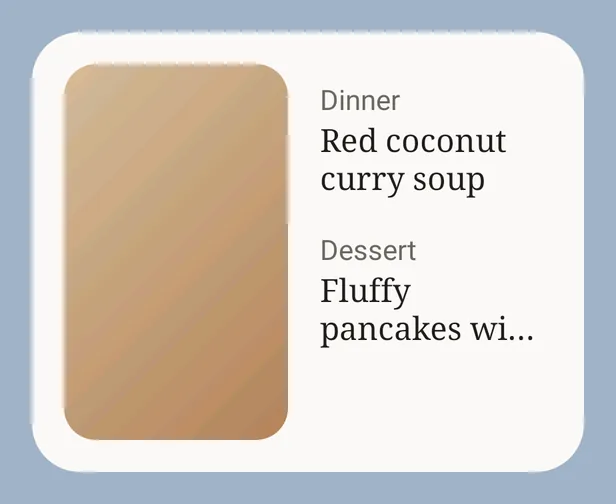 Dinner
Red coconut
curry soup
Dessert
Fluffy
pancakes wi...